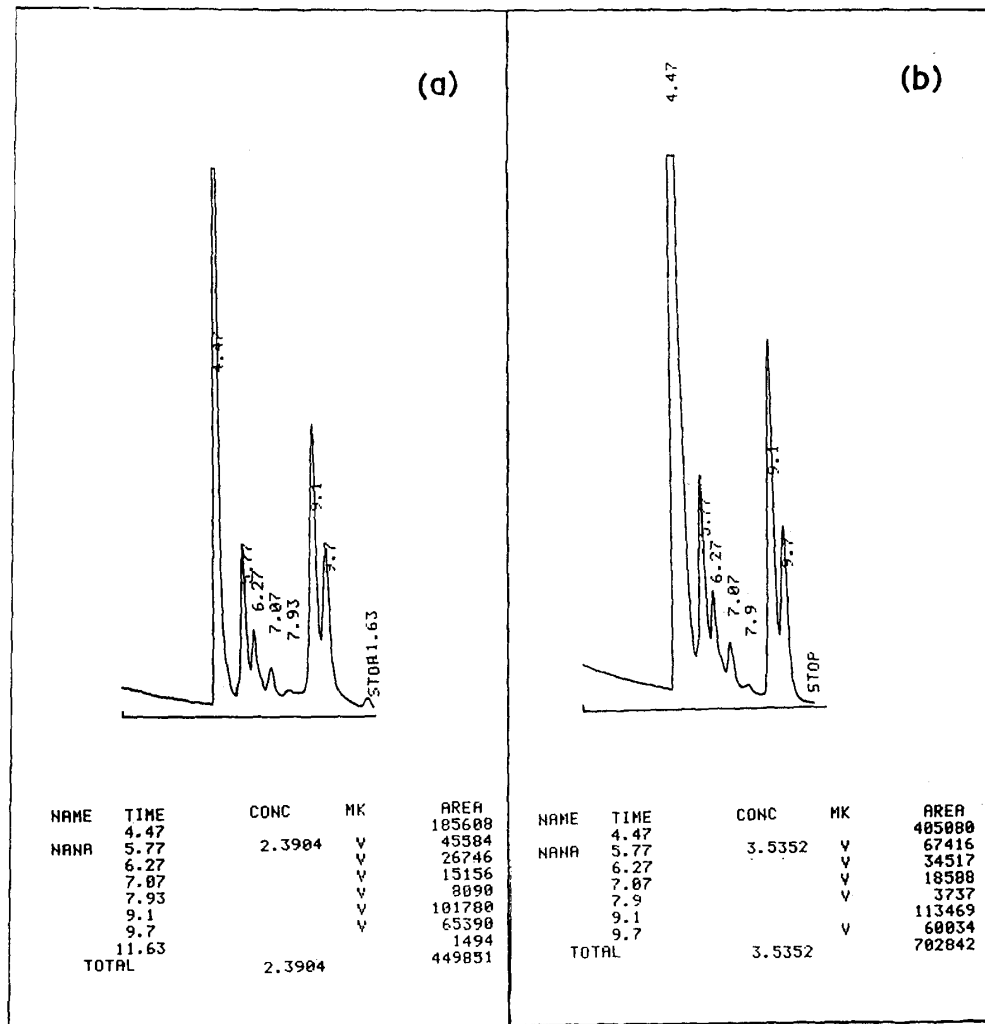 (a)
4.47
5.77
6.27
7.07
7.93
9.1
9.7
STOP11.63
NAME TIME CONC MK AREA
4.47 185608
NANA 5.77 2.3904 V 45584
6.27 V 26746
7.07 V 15156
7.93 V 8090
9.1 V 101780
9.7 V 65390
11.63 1494
TOTAL 2.3904 449851
(b)
4.47
5.77
6.27
7.07
7.9
9.1
9.7
STOP
NAME TIME CONC MK AREA
4.47 405080
NANA 5.77 3.5352 V 67416
6.27 V 34517
7.07 V 18588
7.9 V 3737
9.1 113469
9.7 V 60034
TOTAL 3.5352 702842